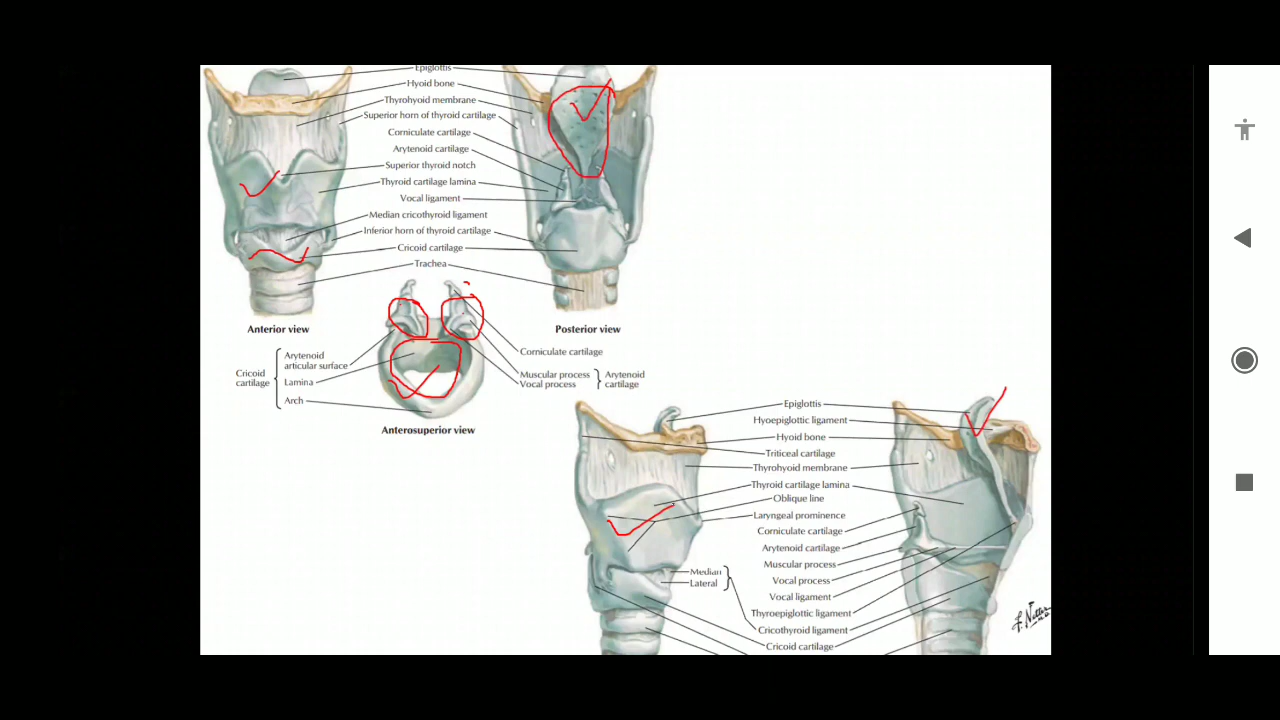 Epiglottis
Hyoid bone
Thyrohyoid membrane
Superior horn of thyroid cartilage
Corniculate cartilage
Arytenoid cartilage
Superior thyroid notch
Thyroid cartilage lamina
Vocal ligament
Median cricothyroid ligament
Inferior horn of thyroid cartilage
Cricoid cartilage
Trachea
Anterior view
Posterior view
Cricoid cartilage
Arytenoid articular surface
Lamina
Arch
Corniculate cartilage
Muscular process
Vocal process
Arytenoid cartilage
Anterosuperior view
Epiglottis
Hyoepiglottic ligament
Hyoid bone
Triticeal cartilage
Thyrohyoid membrane
Thyroid cartilage lamina
Oblique line
Laryngeal prominence
Corniculate cartilage
Arytenoid cartilage
Muscular process
Vocal process
Vocal ligament
Thyroepiglottic ligament
Cricothyroid ligament
Cricoid cartilage
Median
Lateral